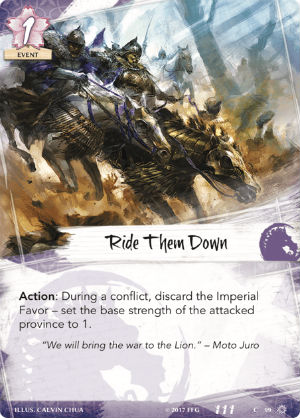 1
EVENT
Ride Them Down
Action: During a conflict, discard the Imperial
Favor – set the base strength of the attacked
province to 1.
“We will bring the war to the Lion.” – Moto Juro
ILLUS. CALVIN CHUA © 2017 FFG C 99